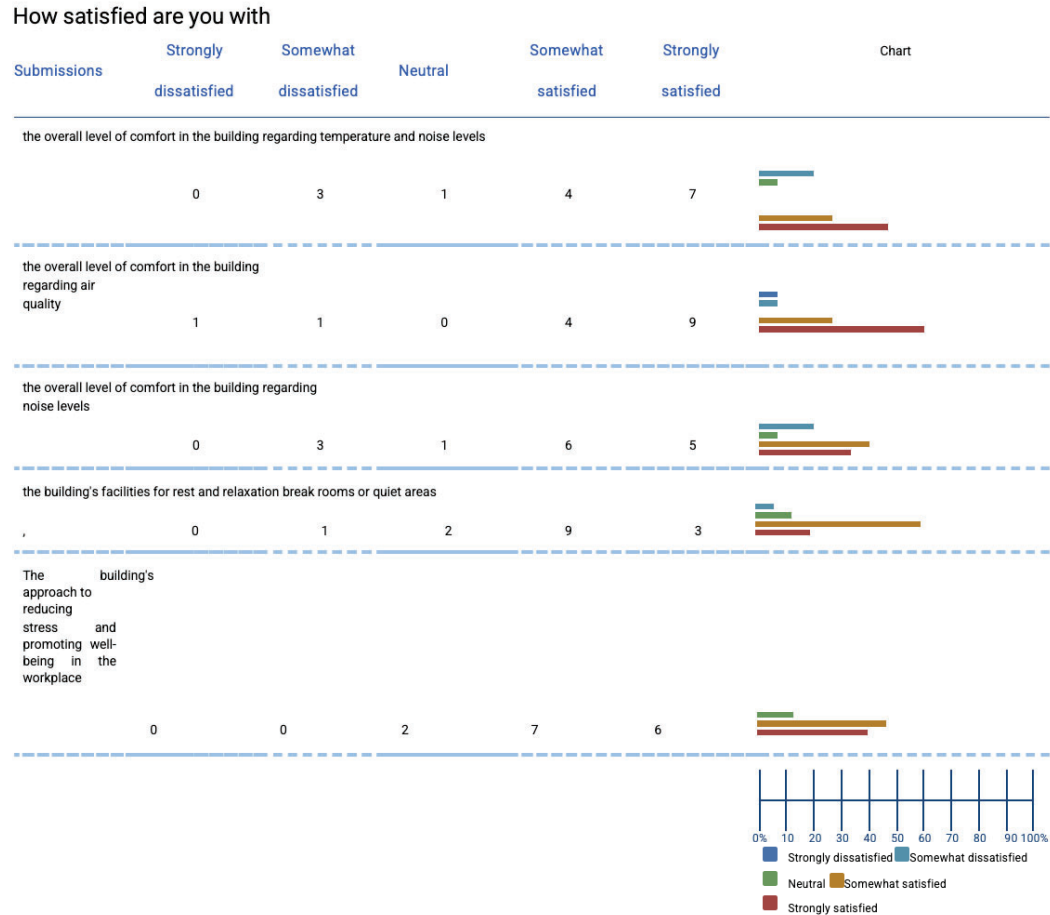 How satisfied are you with
Submissions Strongly dissatisfied Somewhat dissatisfied Neutral Somewhat satisfied Strongly satisfied Chart
the overall level of comfort in the building regarding temperature and noise levels
0 3 1 4 7
the overall level of comfort in the building
regarding air
quality
1 1 0 4 9
the overall level of comfort in the building regarding
noise levels
0 3 1 6 5
the building's facilities for rest and relaxation break rooms or quiet areas
, 0 1 2 9 3
The building's
approach to
reducing
stress and
promoting well-
being in the
workplace
0 0 2 7 6
0% 10 20 30 40 50 60 70 80 90 100%
Strongly dissatisfied Somewhat dissatisfied
Neutral Somewhat satisfied
Strongly satisfied